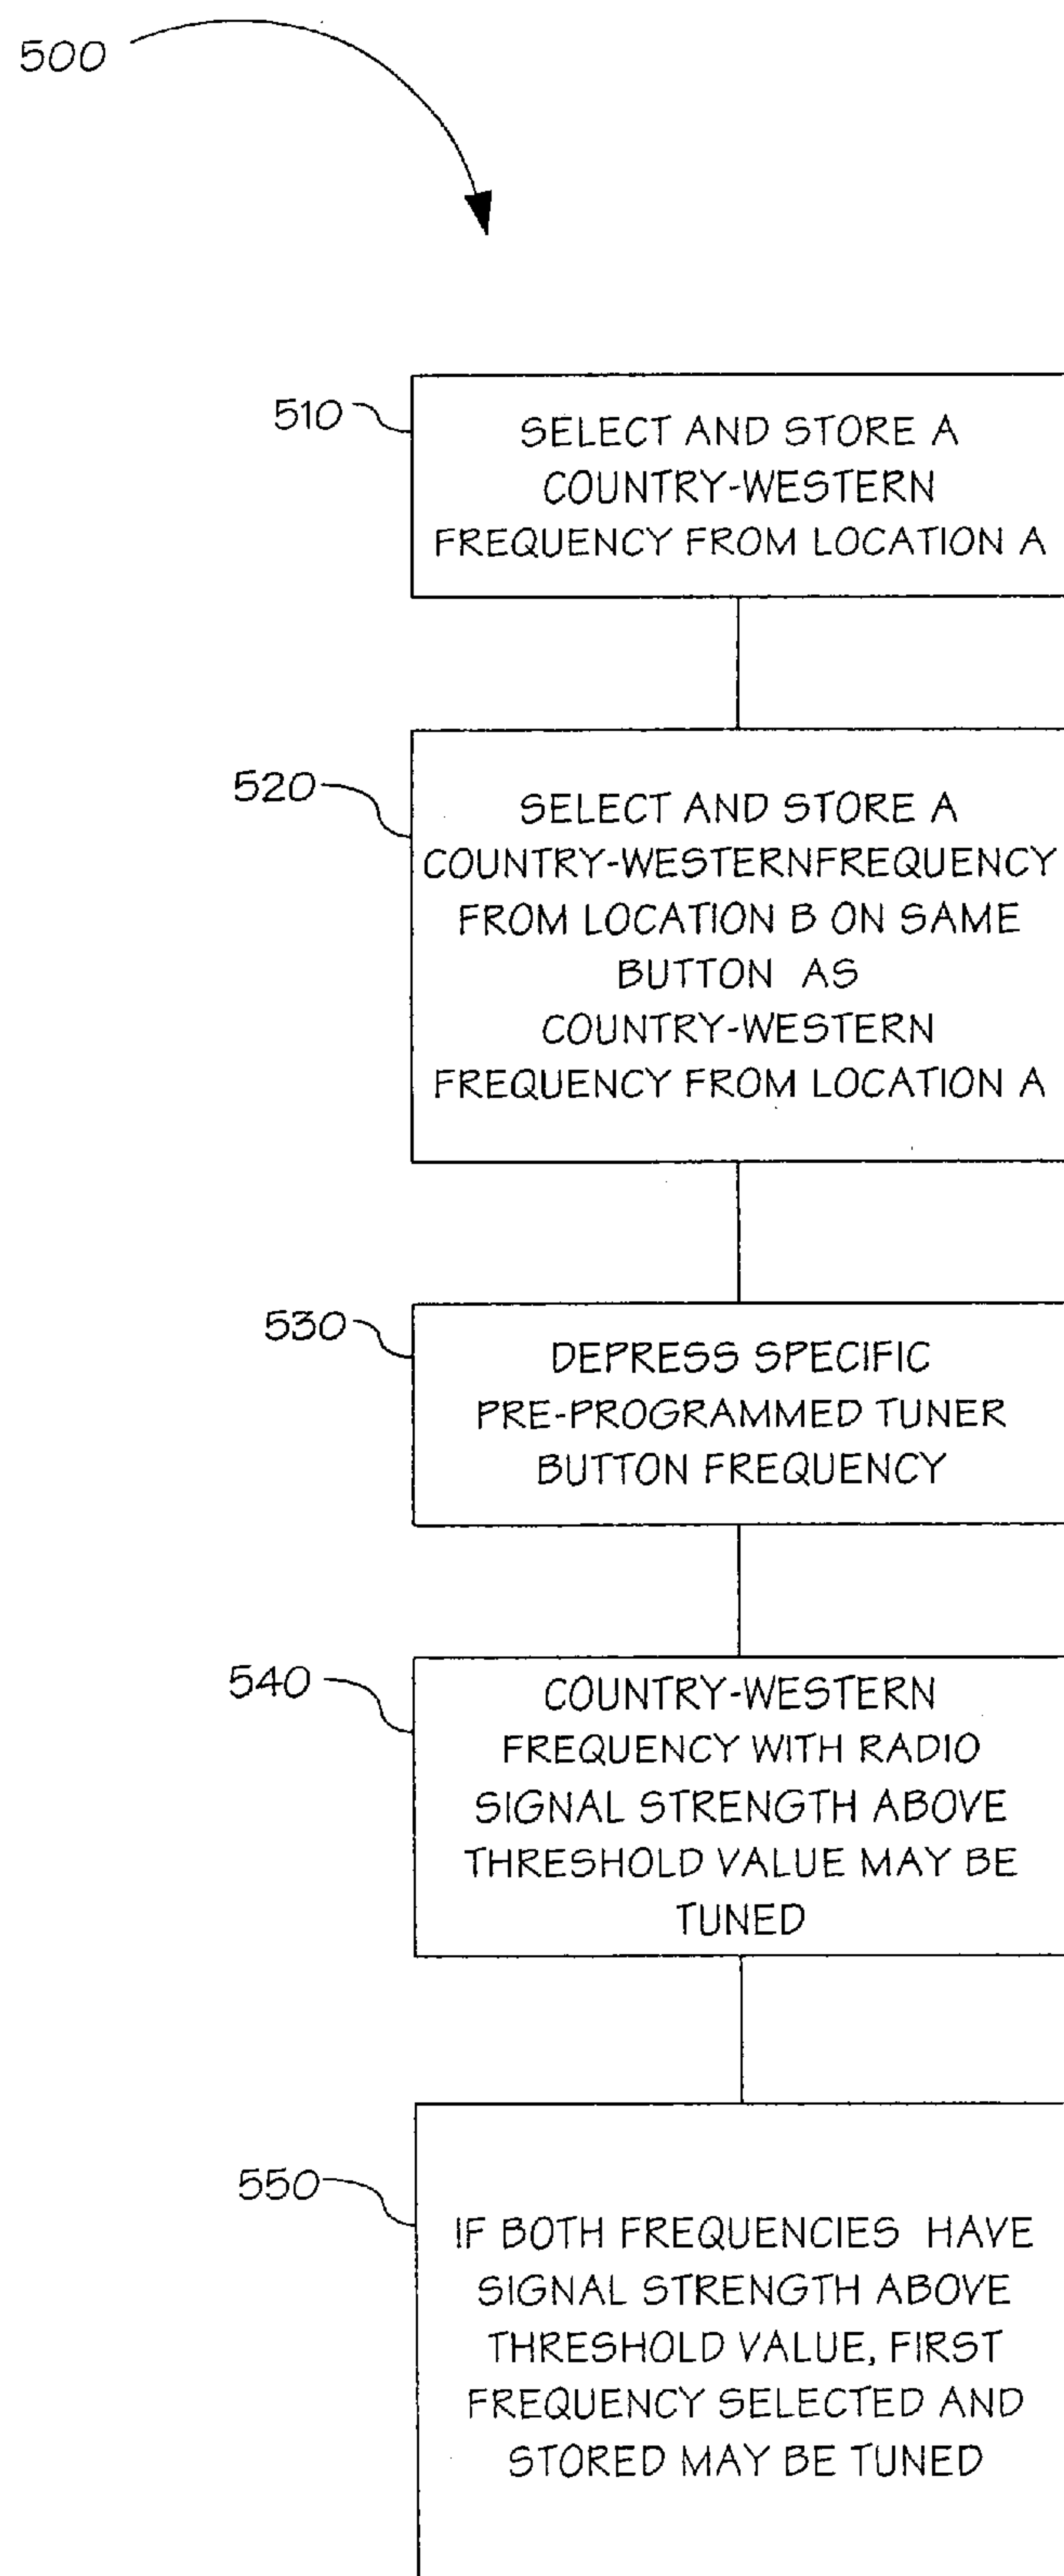 500
510
SELECT AND STORE A
COUNTRY-WESTERN
FREQUENCY FROM LOCATION A
520
SELECT AND STORE A
COUNTRY-WESTERNFREQUENCY
FROM LOCATION B ON SAME
BUTTON AS
COUNTRY-WESTERN
FREQUENCY FROM LOCATION A
530
DEPRESS SPECIFIC
PRE-PROGRAMMED TUNER
BUTTON FREQUENCY
540
COUNTRY-WESTERN
FREQUENCY WITH RADIO
SIGNAL STRENGTH ABOVE
THRESHOLD VALUE MAY BE
TUNED
550
IF BOTH FREQUENCIES HAVE
SIGNAL STRENGTH ABOVE
THRESHOLD VALUE, FIRST
FREQUENCY SELECTED AND
STORED MAY BE TUNED